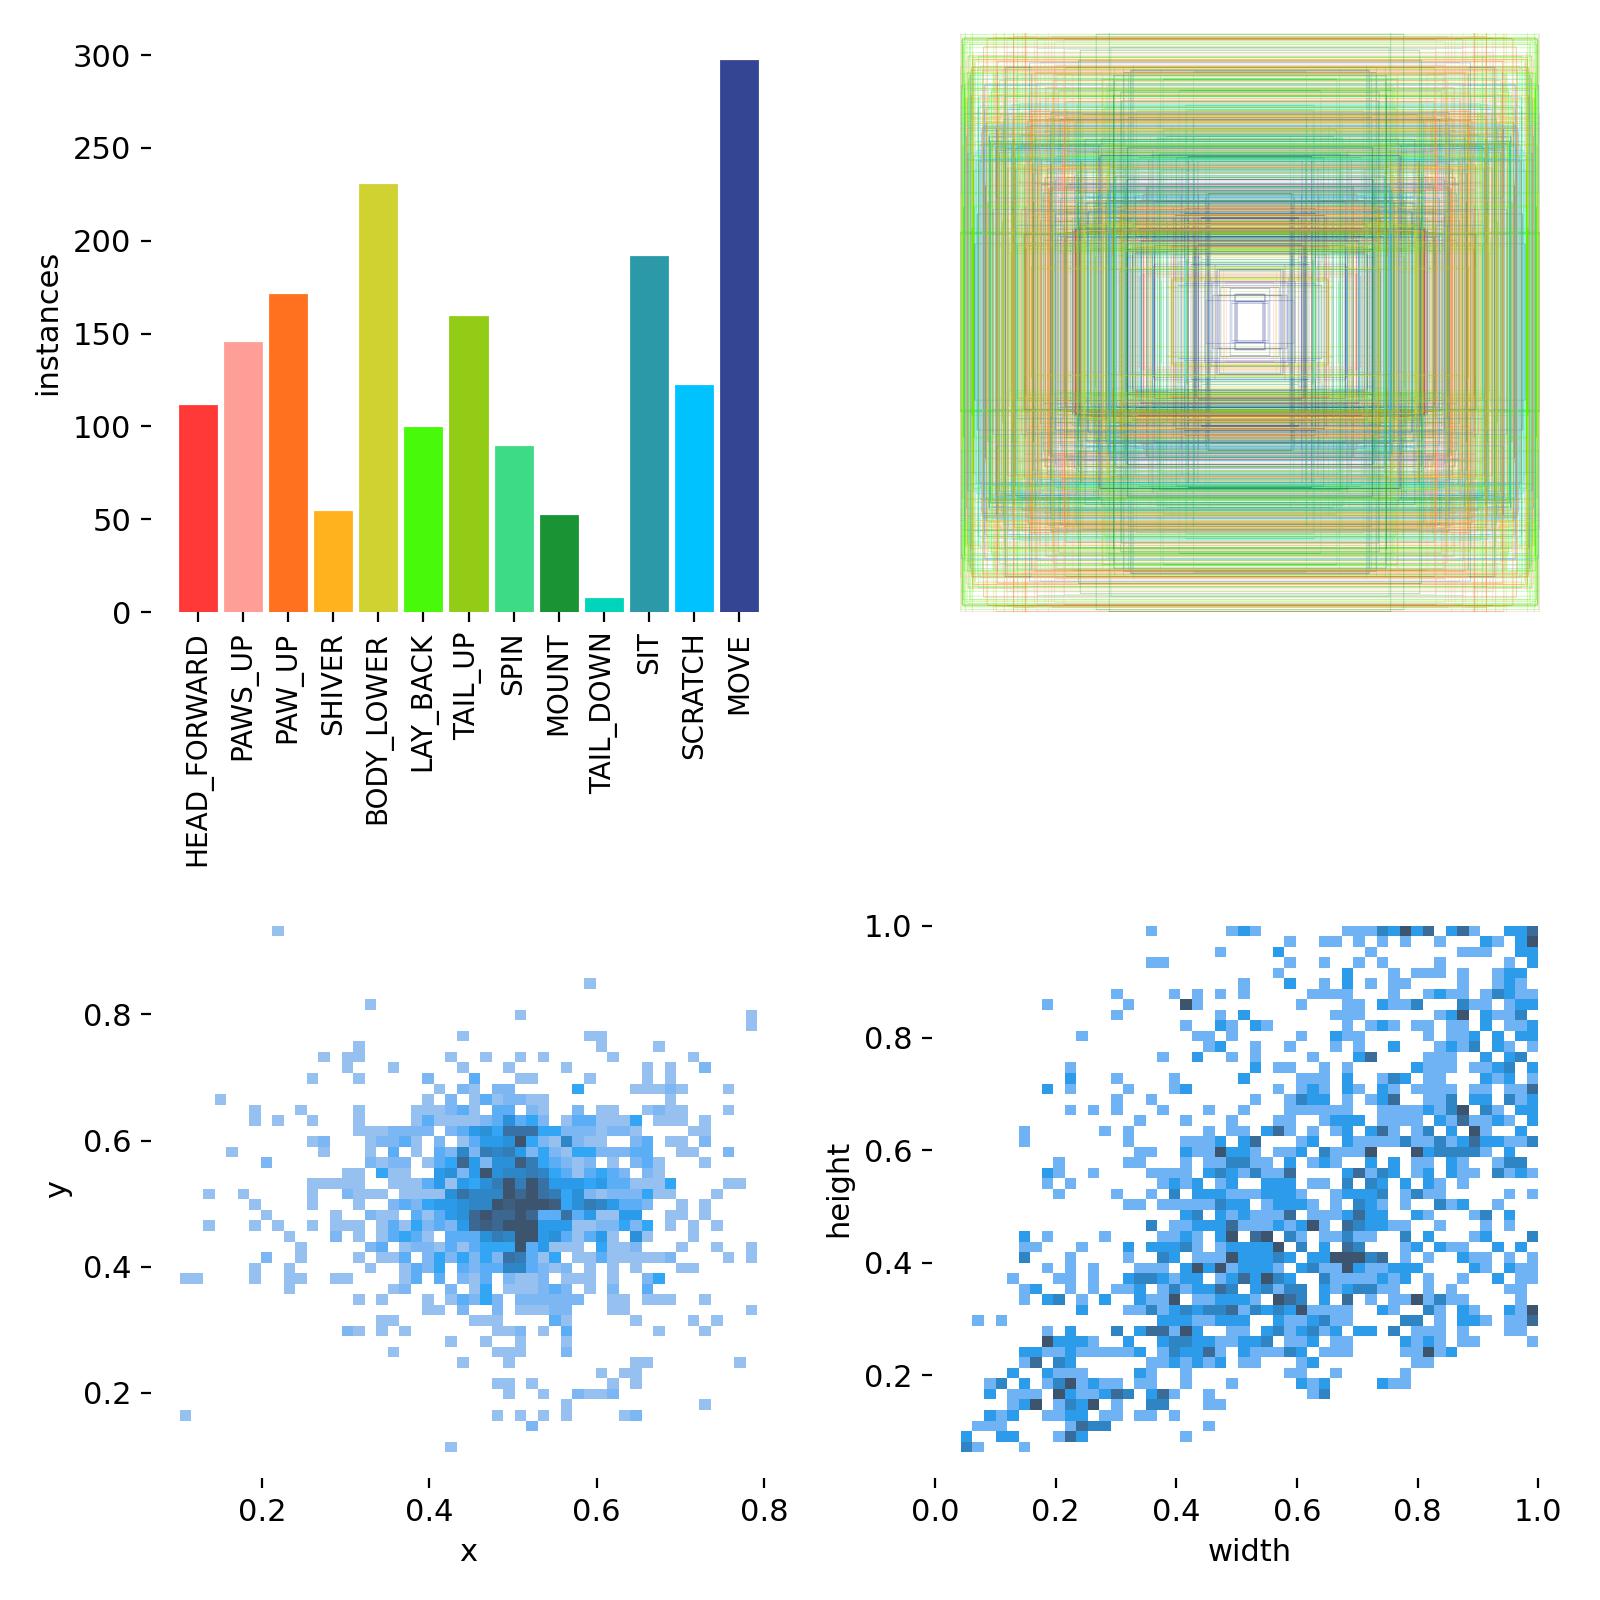 300
250
200
150
100
50
0
instances
HEAD_FORWARD
PAWS_UP
PAW_UP
SHIVER
BODY_LOWER
LAY_BACK
TAIL_UP
SPIN
MOUNT
TAIL_DOWN
SIT
SCRATCH
MOVE
0.8
0.6
0.4
0.2
y
0.2 0.4 0.6 0.8
x
1.0
0.8
0.6
0.4
0.2
height
0.0 0.2 0.4 0.6 0.8 1.0
width